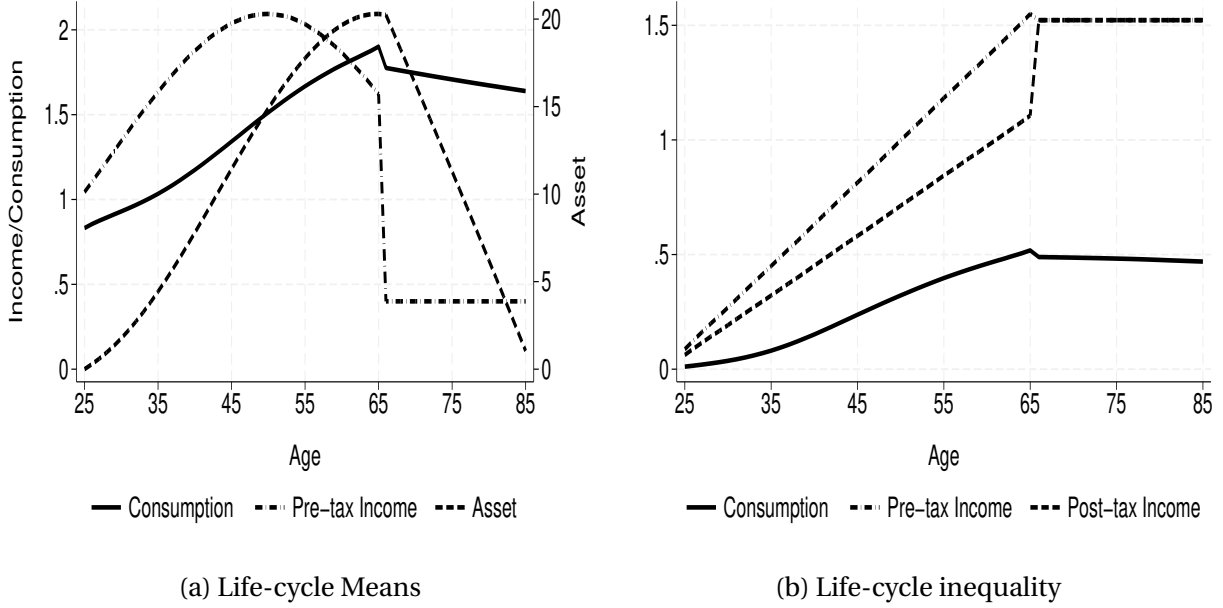 Income/Consumption
2
1.5
1
.5
0
20
15
10
5
0
Asset
25 35 45 55 65 75 85
Age
Consumption Pre-tax Income Asset
(a) Life-cycle Means
1.5
1
.5
0
25 35 45 55 65 75 85
Age
Consumption Pre-tax Income Post-tax Income
(b) Life-cycle inequality